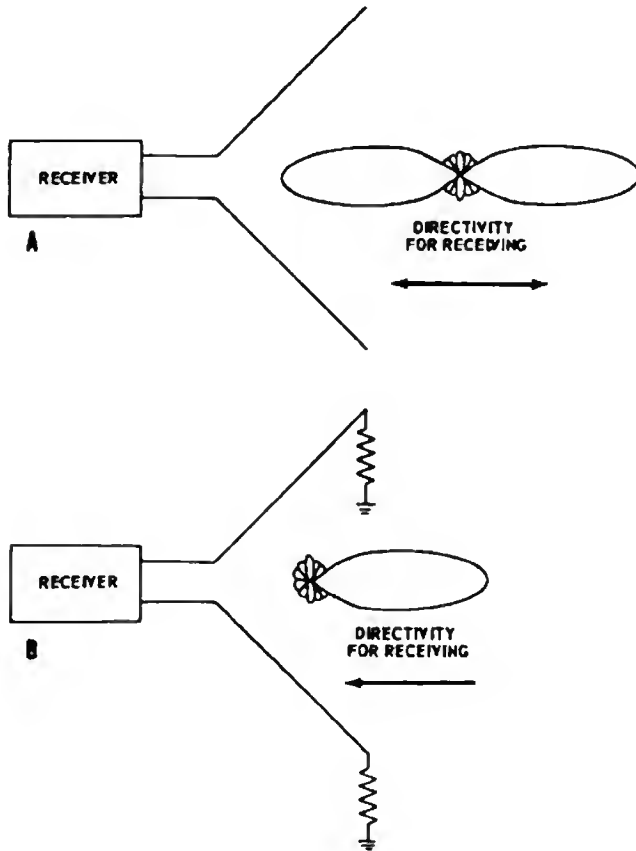 RECEIVER
A
DIRECTIVITY
FOR RECEIVING
RECEIVER
B
DIRECTIVITY
FOR RECEIVING